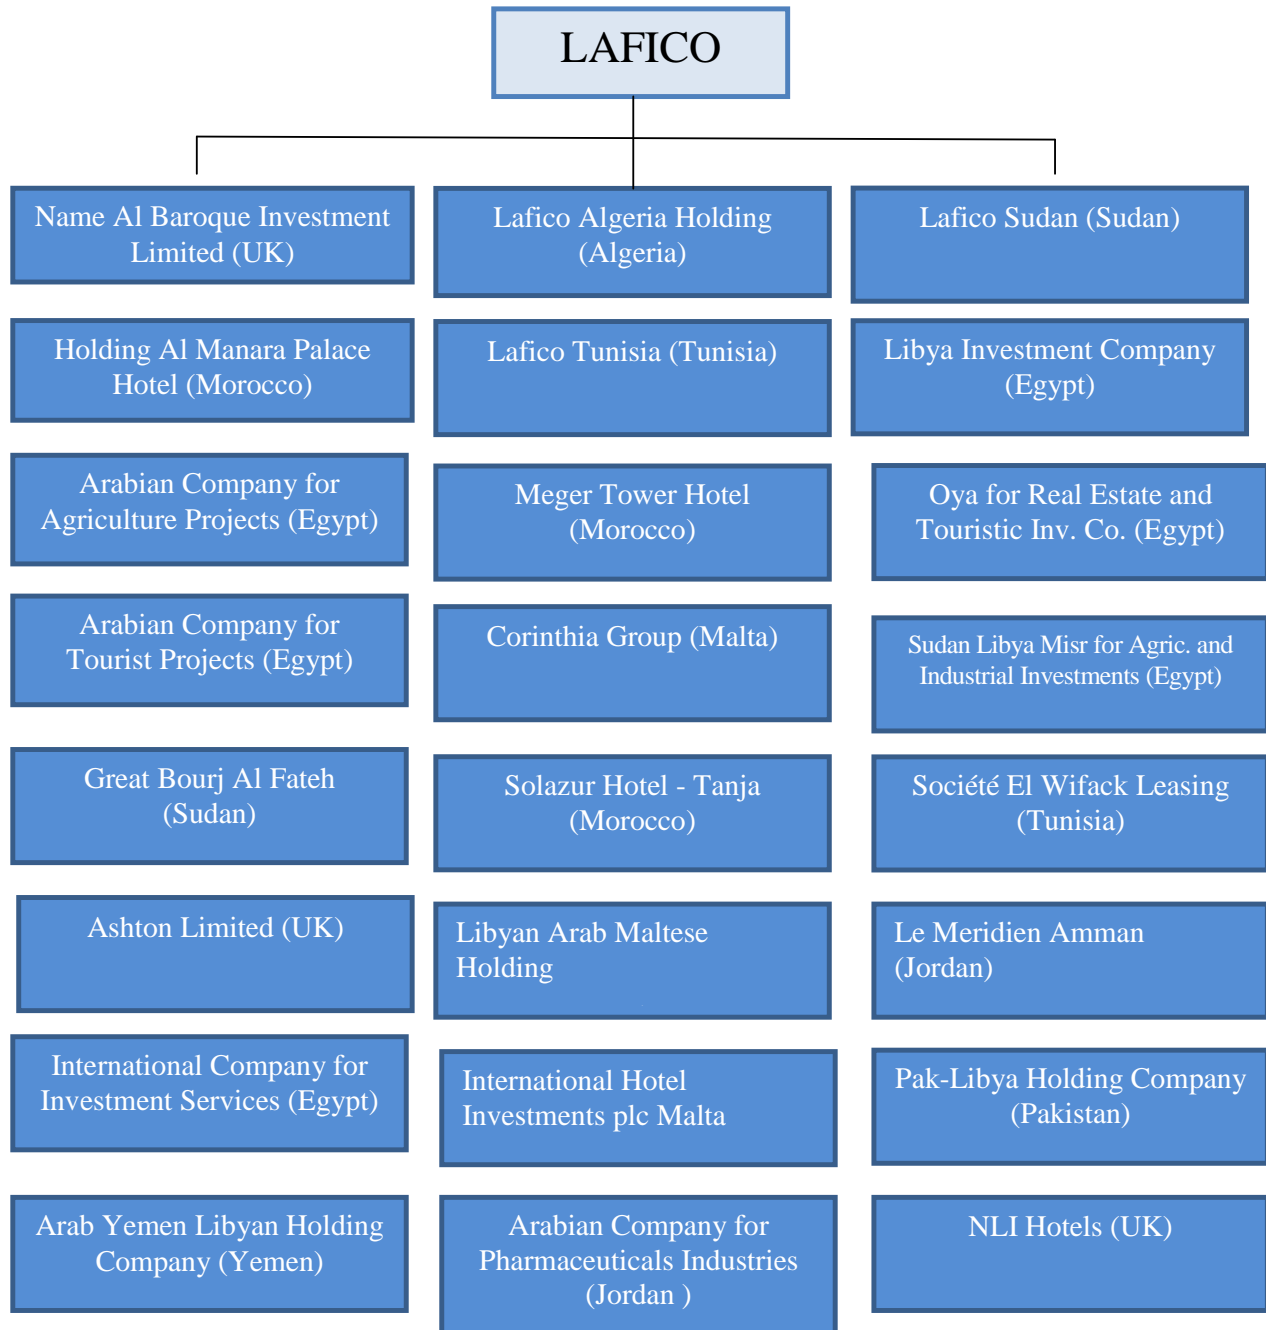 LAFICO
Name Al Baroque Investment
Limited (UK)
Lafico Algeria Holding
(Algeria)
Lafico Sudan (Sudan)
Holding Al Manara Palace
Hotel (Morocco)
Lafico Tunisia (Tunisia)
Libya Investment Company
(Egypt)
Arabian Company for
Agriculture Projects (Egypt)
Meger Tower Hotel
(Morocco)
Oya for Real Estate and
Touristic Inv. Co. (Egypt)
Arabian Company for
Tourist Projects (Egypt)
Corinthia Group (Malta)
Sudan Libya Misr for Agric. and
Industrial Investments (Egypt)
Great Bourj Al Fateh
(Sudan)
Solazur Hotel - Tanja
(Morocco)
Société El Wifack Leasing
(Tunisia)
Ashton Limited (UK)
Libyan Arab Maltese
Holding
Le Meridien Amman
(Jordan)
International Company for
Investment Services (Egypt)
International Hotel
Investments plc Malta
Pak-Libya Holding Company
(Pakistan)
Arab Yemen Libyan Holding
Company (Yemen)
Arabian Company for
Pharmaceuticals Industries
(Jordan )
NLI Hotels (UK)